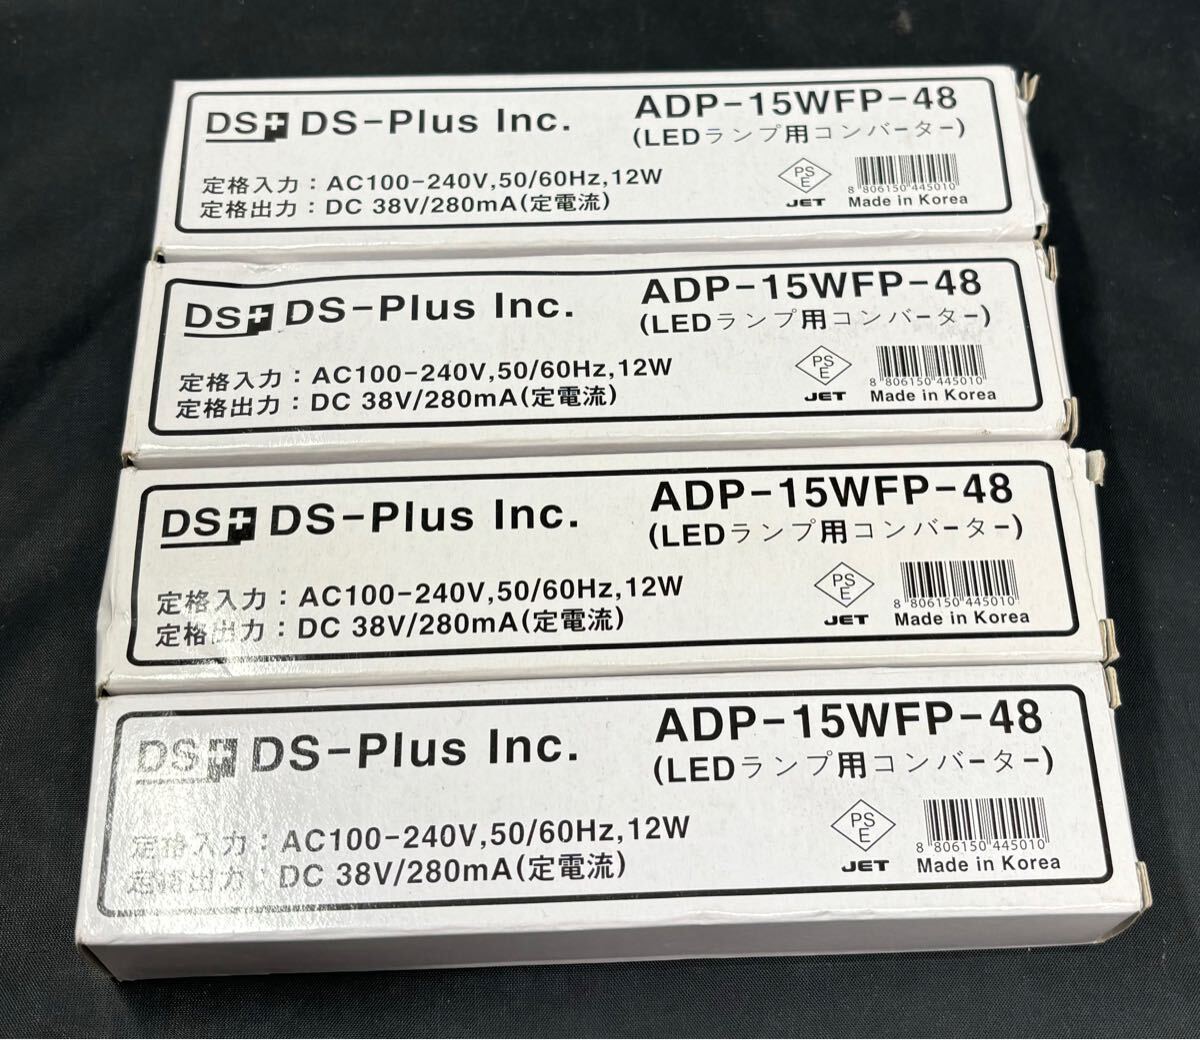 DS+ DS-Plus Inc.
ADP-15WFP-48
(LEDランプ用コンバーター)
定格入力：AC100-240V,50/60Hz,12W
定格出力：DC 38V/280mA(定電流)
PS
E
JET
8 806150 445010
Made in Korea
DS+ DS-Plus Inc.
ADP-15WFP-48
(LEDランプ用コンバーター)
定格入力：AC100-240V,50/60Hz,12W
定格出力：DC 38V/280mA(定電流)
PS
E
JET
8 806150 445010
Made in Korea
DS+ DS-Plus Inc.
ADP-15WFP-48
(LEDランプ用コンバーター)
定格入力：AC100-240V,50/60Hz,12W
定格出力：DC 38V/280mA(定電流)
PS
E
JET
8 806150 445010
Made in Korea
DS+ DS-Plus Inc.
ADP-15WFP-48
(LEDランプ用コンバーター)
定格入力：AC100-240V,50/60Hz,12W
定格出力：DC 38V/280mA(定電流)
PS
E
JET
8 806150 445010
Made in Korea